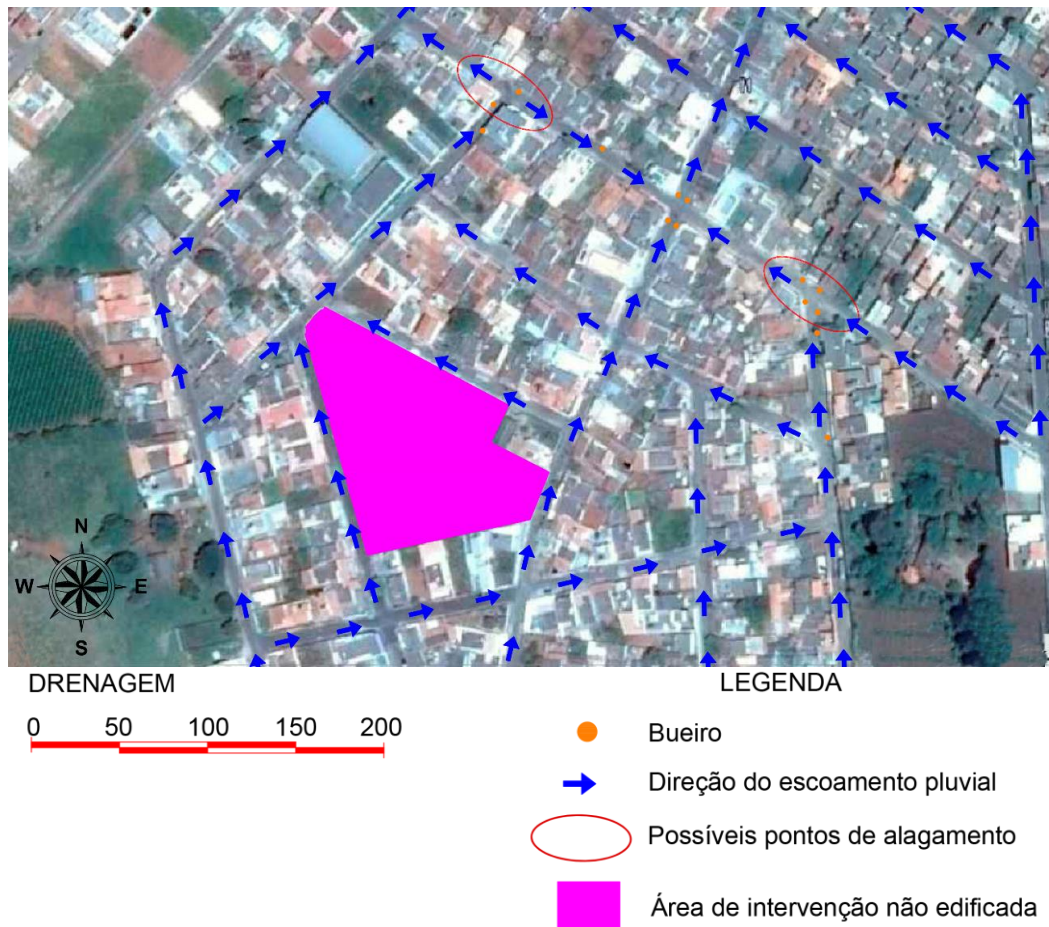 N
W E
S
DRENAGEM
LEGENDA
0 50 100 150 200
Bueiro
Direção do escoamento pluvial
Possíveis pontos de alagamento
Área de intervenção não edificada